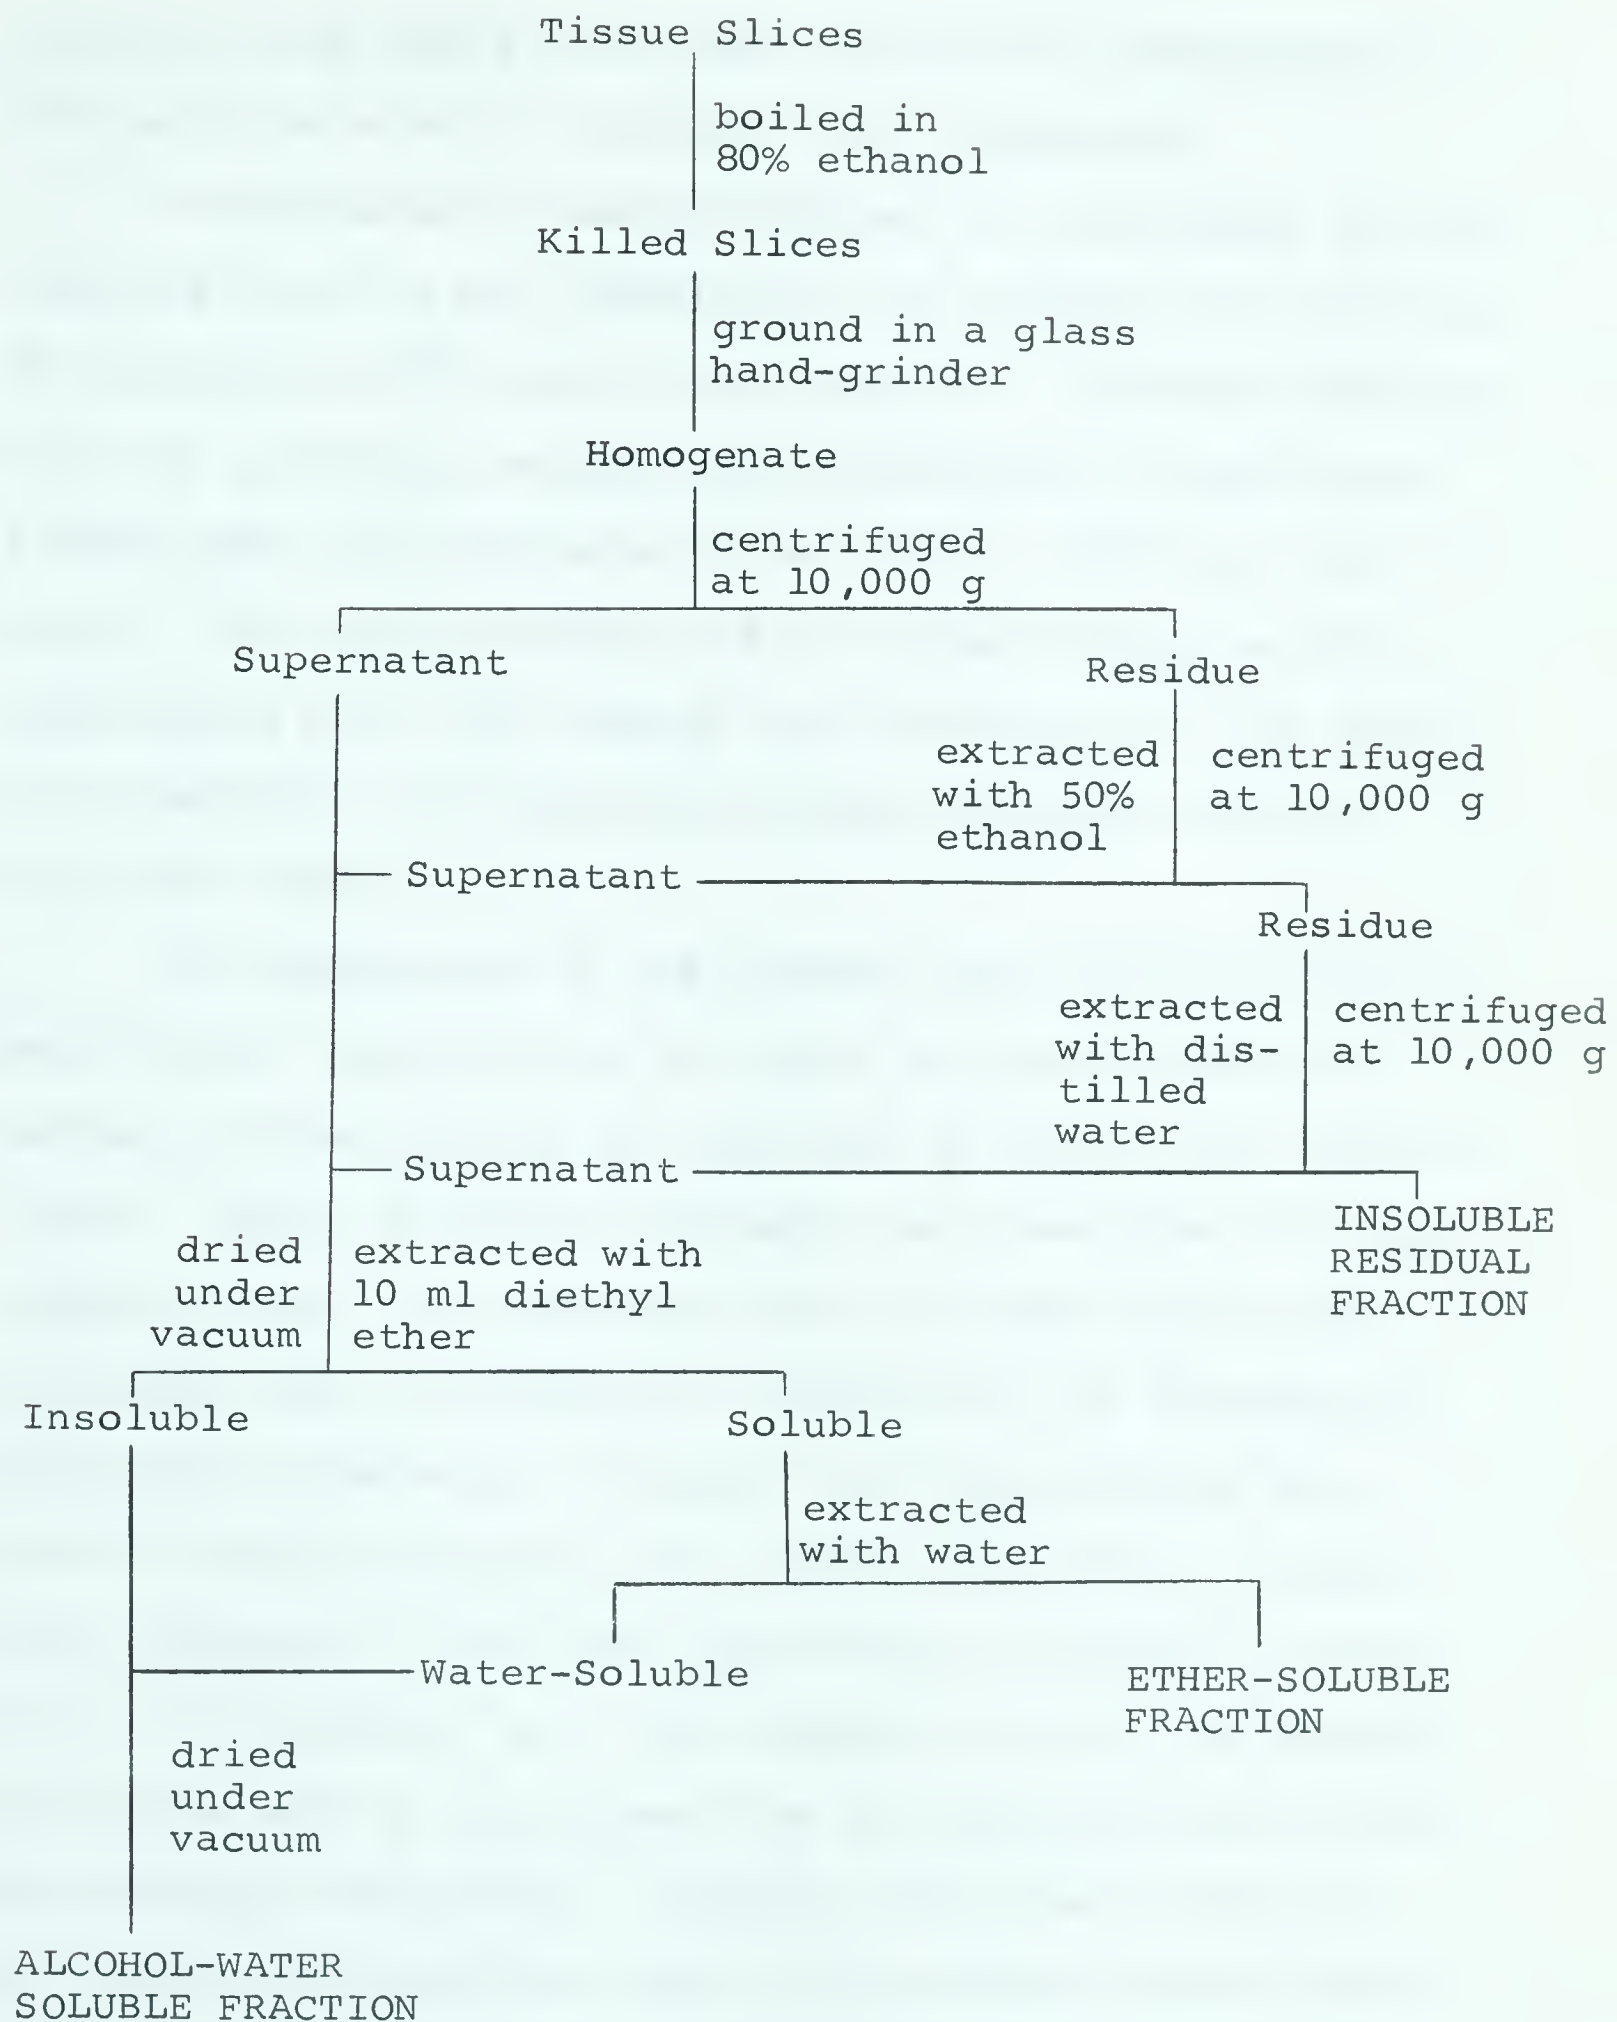 Tissue Slices
boiled in
80% ethanol
Killed Slices
ground in a glass
hand-grinder
Homogenate
centrifuged
at 10,000 g
Supernatant
Residue
extracted
with 50%
ethanol
centrifuged
at 10,000 g
Supernatant
Residue
extracted
with dis-
tilled
water
centrifuged
at 10,000 g
Supernatant
INSOLUBLE
RESIDUAL
FRACTION
dried
under
vacuum
extracted with
10 ml diethyl
ether
Insoluble
Soluble
extracted
with water
Water-Soluble
ETHER-SOLUBLE
FRACTION
dried
under
vacuum
ALCOHOL-WATER
SOLUBLE FRACTION